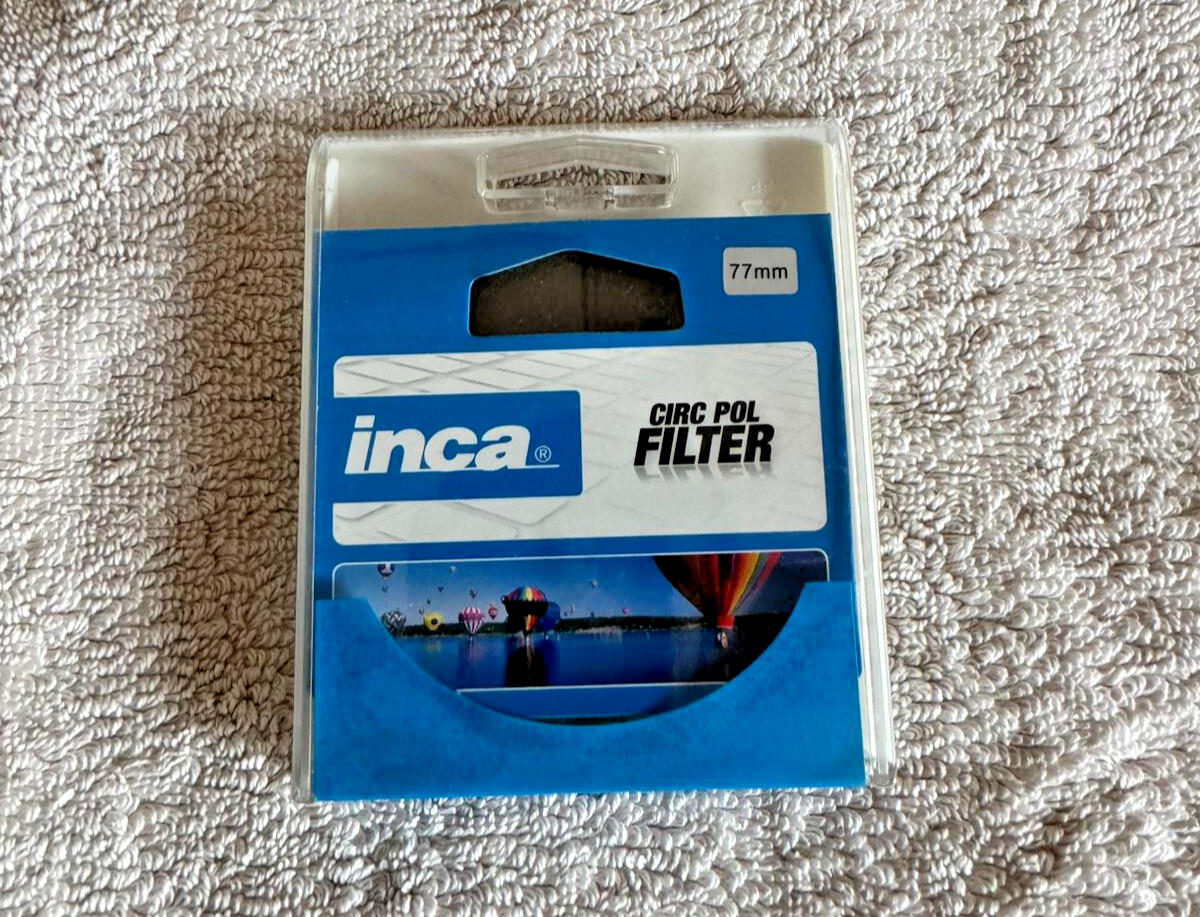 77mm
inca®
CIRC POL
FILTER